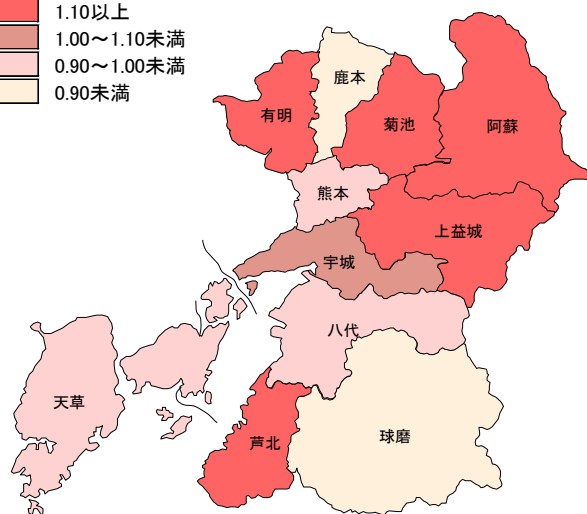 1.10以上
1.00～1.10未満
0.90～1.00未満
0.90未満
鹿本
有明
菊池
阿蘇
熊本
上益城
宇城
八代
天草
球磨
芦北